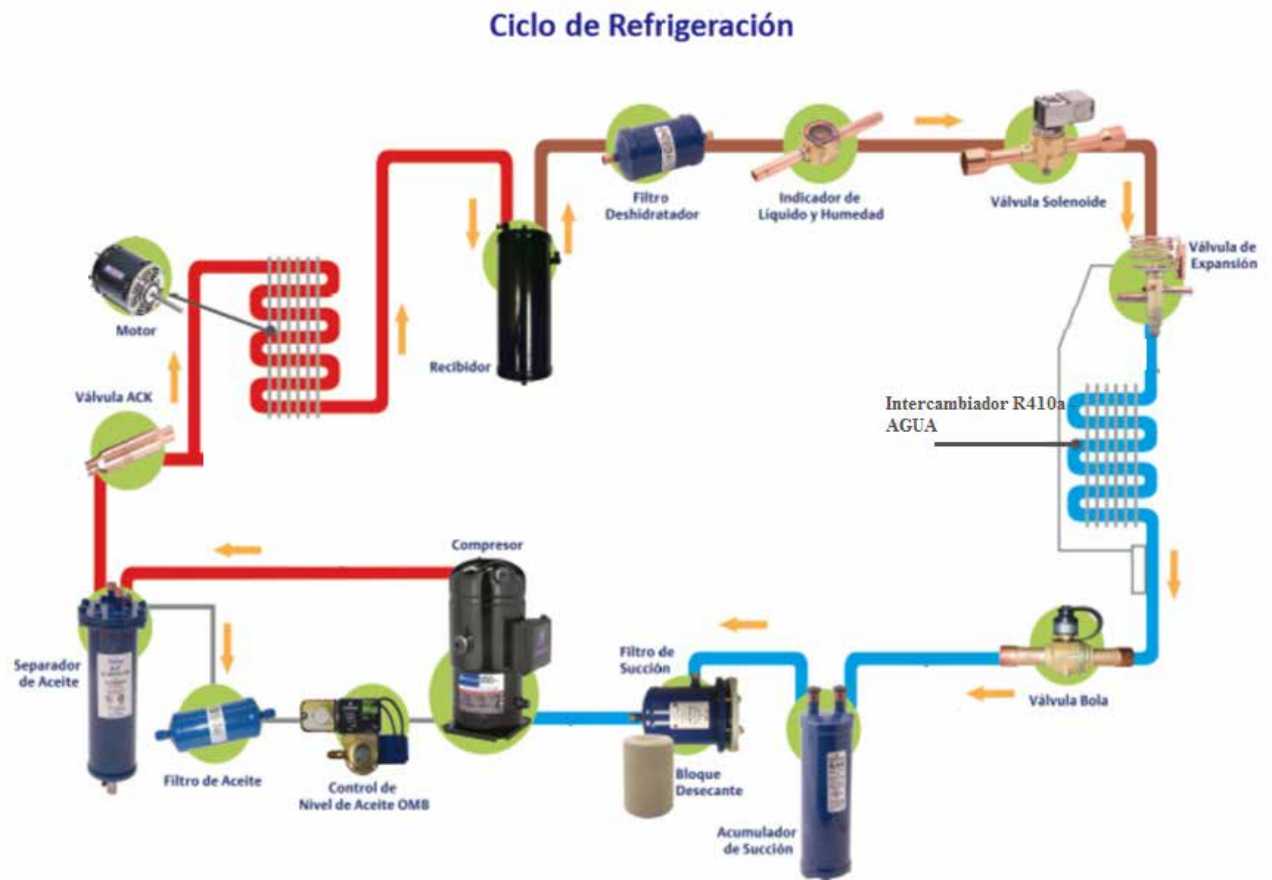 Ciclo de Refrigeración
Filtro
Deshidratador
Indicador de
Líquido y Humedad
Válvula Solenoide
Válvula de
Expansión
Motor
Recibidor
Válvula ACK
Intercambiador R410a
AGUA
Compresor
Separador
de Aceite
Filtro de
Succión
Válvula Bola
Filtro de Aceite
Control de
Nivel de Aceite OMB
Bloque
Desecante
Acumulador
de Succión